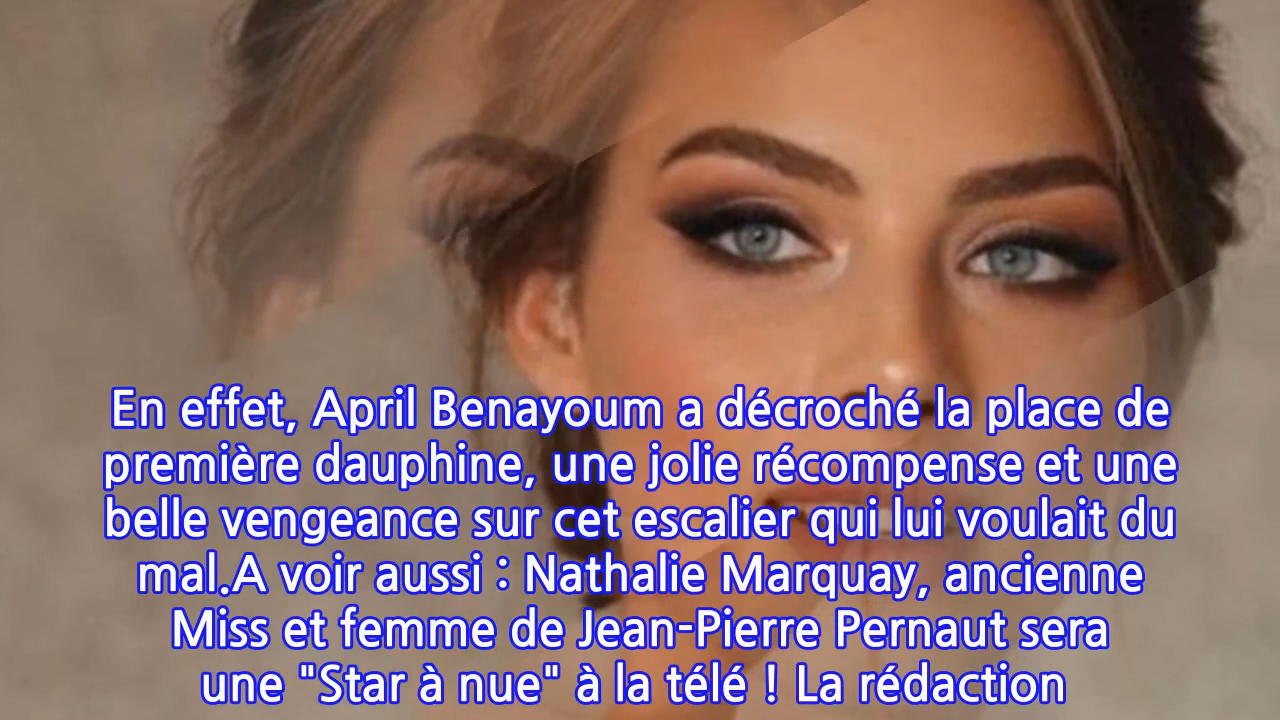 En effet, April Benayoum a décroché la place de
première dauphine, une jolie récompense et une
belle vengeance sur cet escalier qui lui voulait du
mal.A voir aussi : Nathalie Marquay, ancienne
Miss et femme de Jean-Pierre Pernaut sera
une "Star à nue" à la télé ! La rédaction